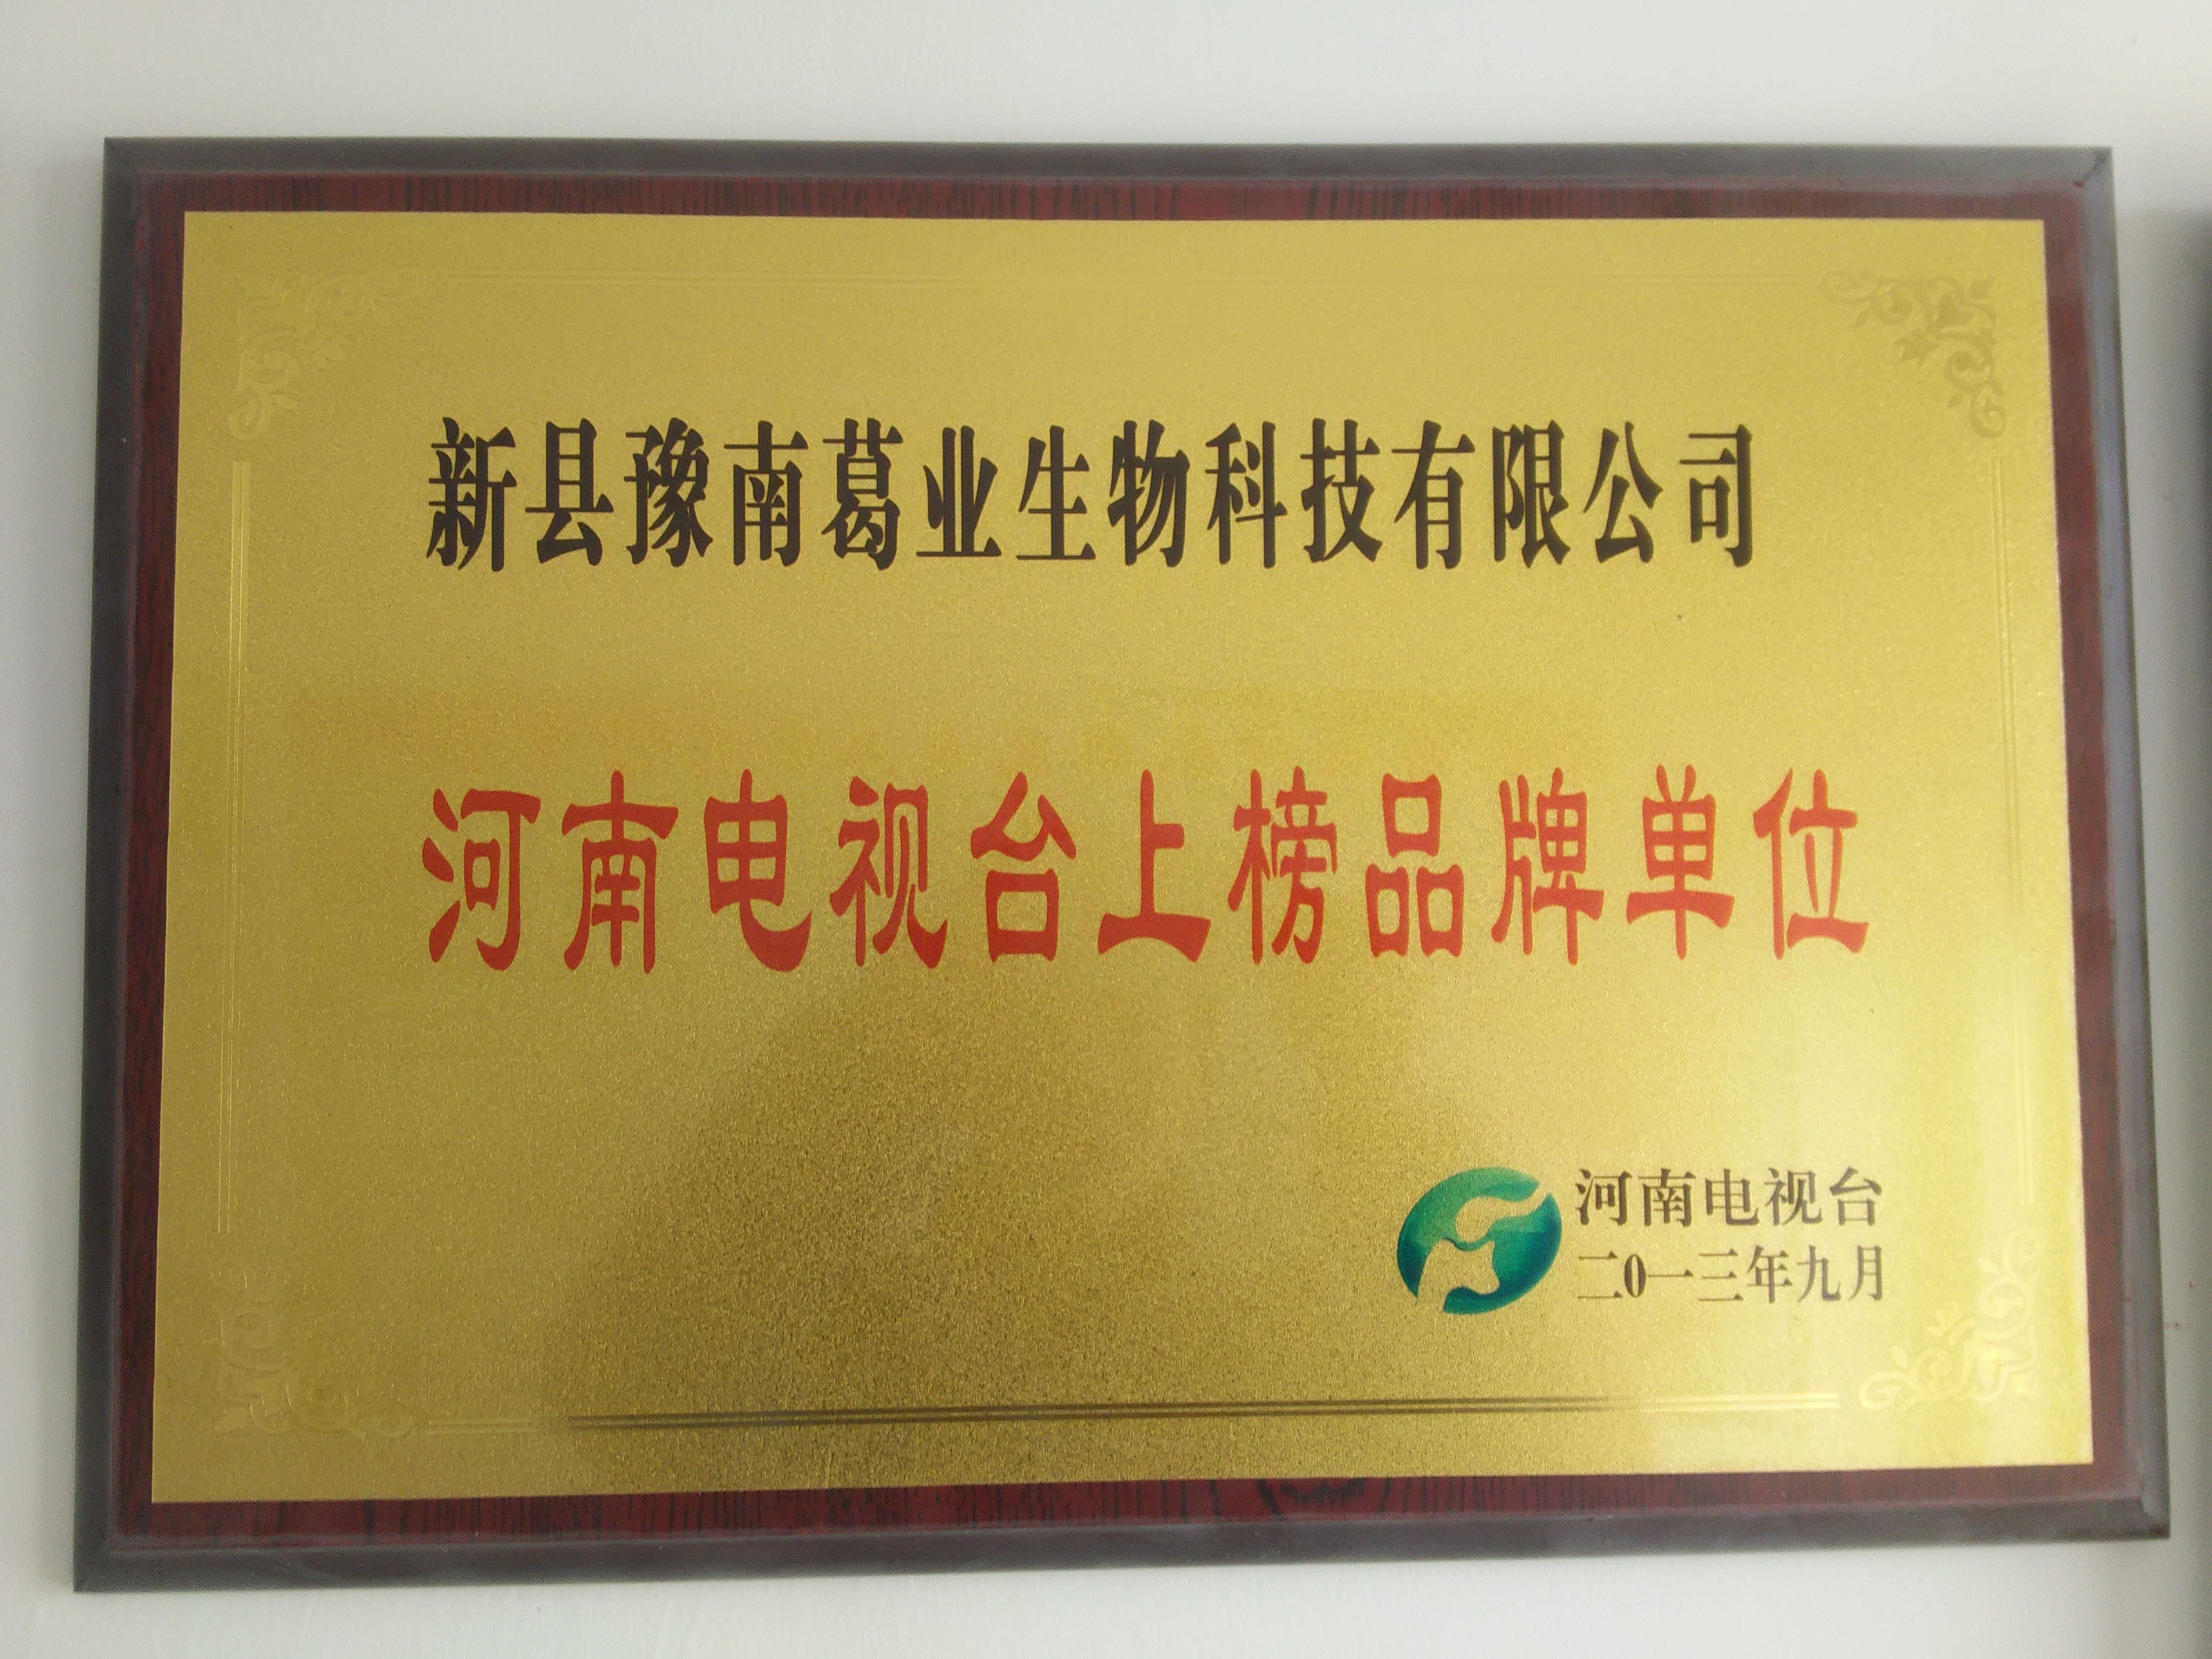 新县豫南葛业生物科技有限公司
河南电视台上榜品牌单位
河南电视台
二0一三年九月